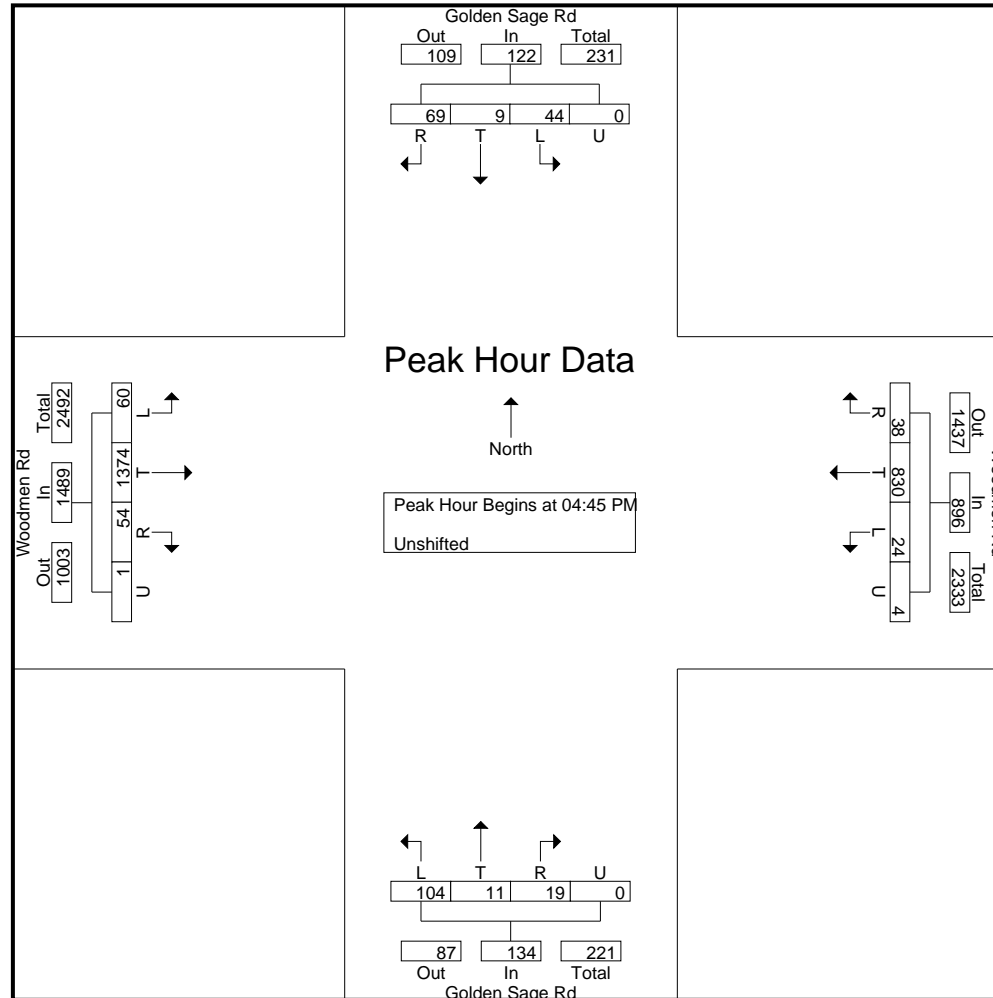 Golden Sage Rd
Out In Total
109 122 231
69 9 44 0
R T L U
Peak Hour Data
North
Peak Hour Begins at 04:45 PM
Unshifted
Woodmen Rd
Out In Total
1003 1489 2492
60 1374 54 1
L T R U
Out In Total
1437 896 2333
38 830 24 4
R T L U
L T R U
104 11 19 0
87 134 221
Out In Total
Golden Sage Rd